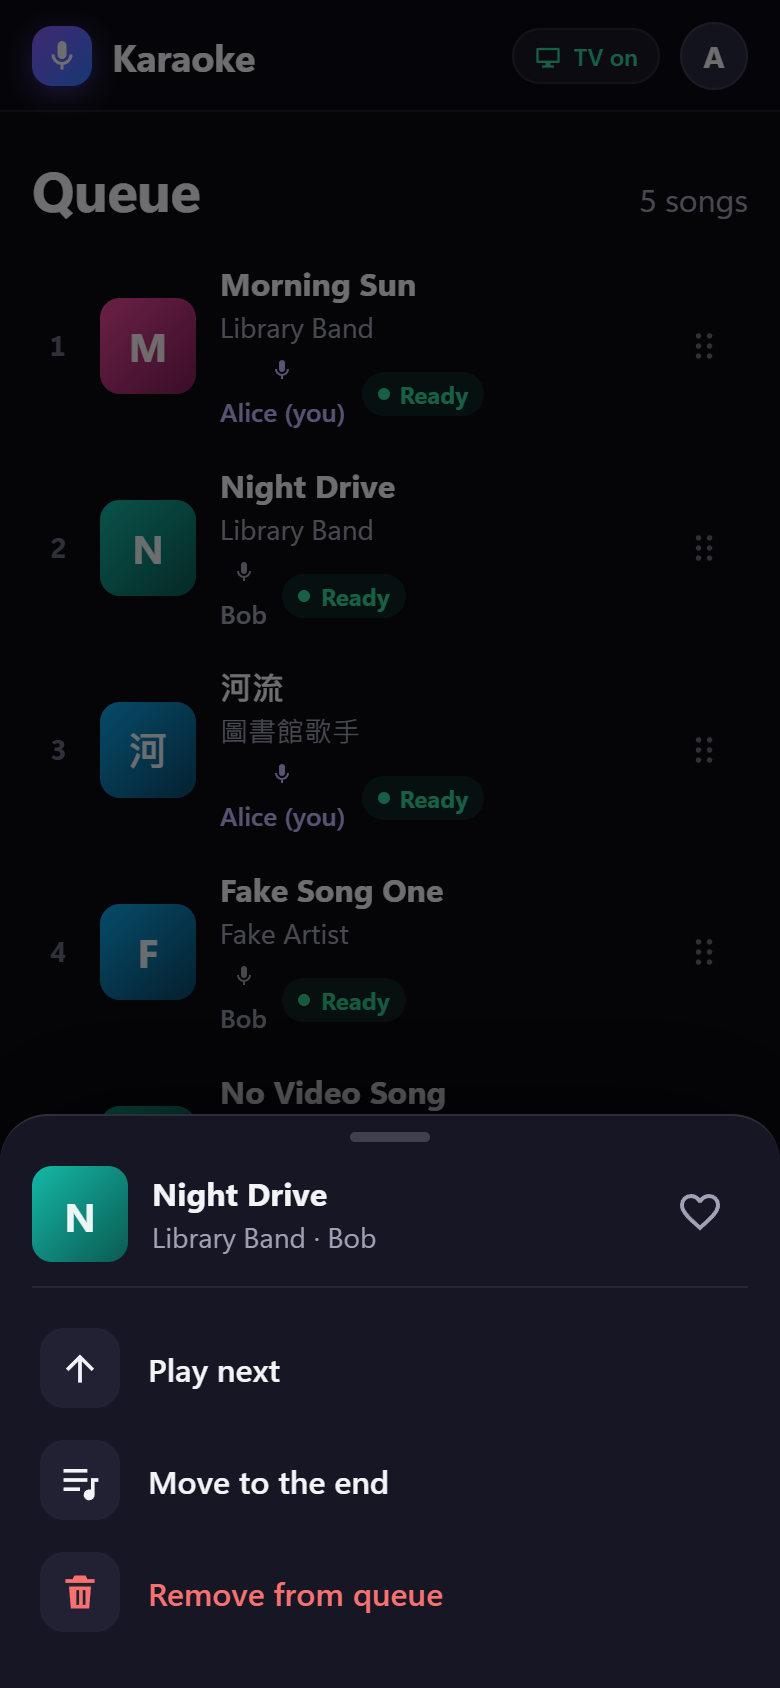 Karaoke
TV on
A
Queue
5 songs
1
M
Morning Sun
Library Band
Alice (you)
Ready
2
N
Night Drive
Library Band
Bob
Ready
3
河
河流
圖書館歌手
Alice (you)
Ready
4
F
Fake Song One
Fake Artist
Bob
Ready
No Video Song
N
Night Drive
Library Band · Bob
Play next
Move to the end
Remove from queue